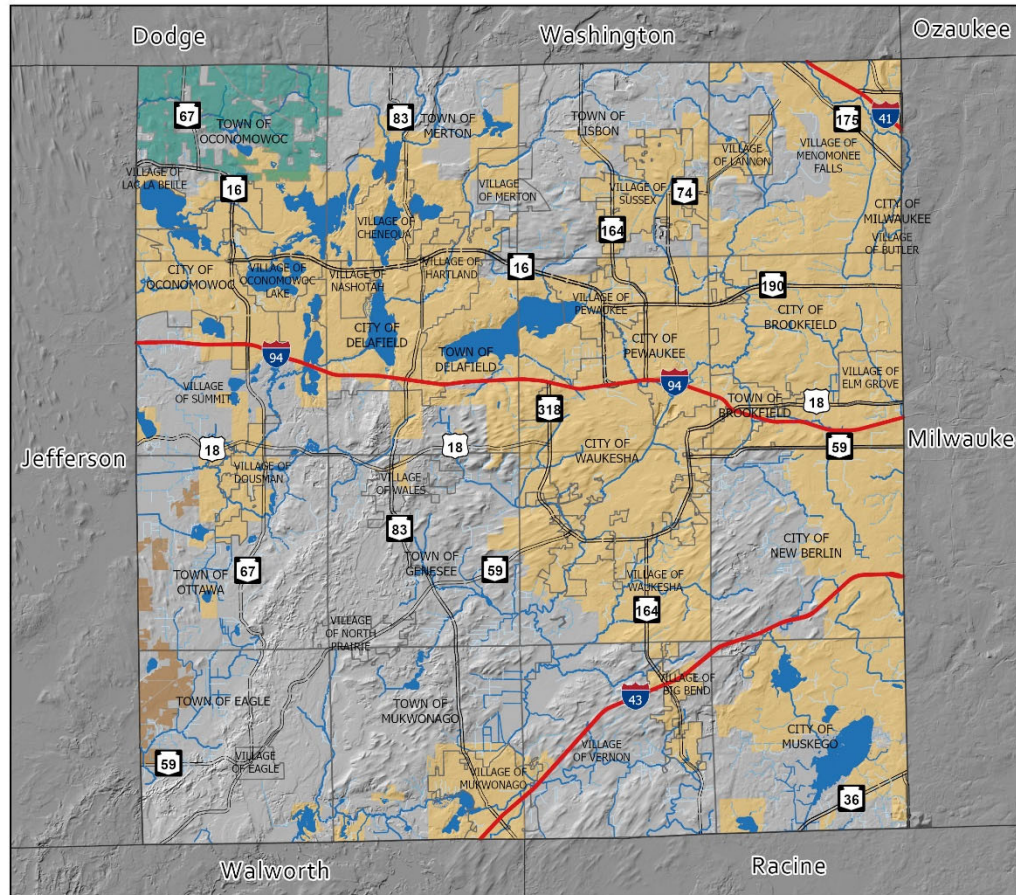 Dodge
Washington
Ozaukee
41
67
83
TOWN OF
MERTON
TOWN OF
LISBON
175
TOWN OF
OCONOMOWOC
VILLAGE OF
LANNON
VILLAGE OF
MENOMONEE
FALLS
VILLAGE OF
LAC LA BELLE
16
VILLAGE
OF MERTON
VILLAGE OF
SUSSEX
74
CITY OF
MILWAUKEE
VILLAGE
OF BUTLER
VILLAGE OF
CHENEQUA
164
CITY OF
OCONOMOWOC
VILLAGE OF
OCONOMOWOC
LAKE
VILLAGE OF
NASHOTAH
VILLAGE OF
HARTLAND
16
190
VILLAGE OF
PEWAUKEE
CITY OF
BROOKFIELD
CITY OF
DELAFIELD
CITY OF
PEWAUKEE
94
TOWN OF
DELAFIELD
VILLAGE OF
ELM GROVE
94
VILLAGE
OF SUMMIT
318
TOWN OF
BROOKFIELD
18
Jefferson
18
18
CITY OF
WAUKESHA
59
Milwaukee
VILLAGE OF
DOUSMAN
VILLAGE
OF WALES
83
CITY OF
NEW BERLIN
TOWN OF
OTTAWA
67
TOWN OF
GENESEE
59
VILLAGE OF
WAUKESHA
164
VILLAGE
OF NORTH
PRAIRIE
TOWN OF EAGLE
TOWN OF
MUKWONAGO
43
VILLAGE OF
BIG BEND
CITY OF
MUSKEGO
59
VILLAGE
OF EAGLE
VILLAGE OF
MUKWONAGO
VILLAGE
OF VERNON
36
Walworth
Racine